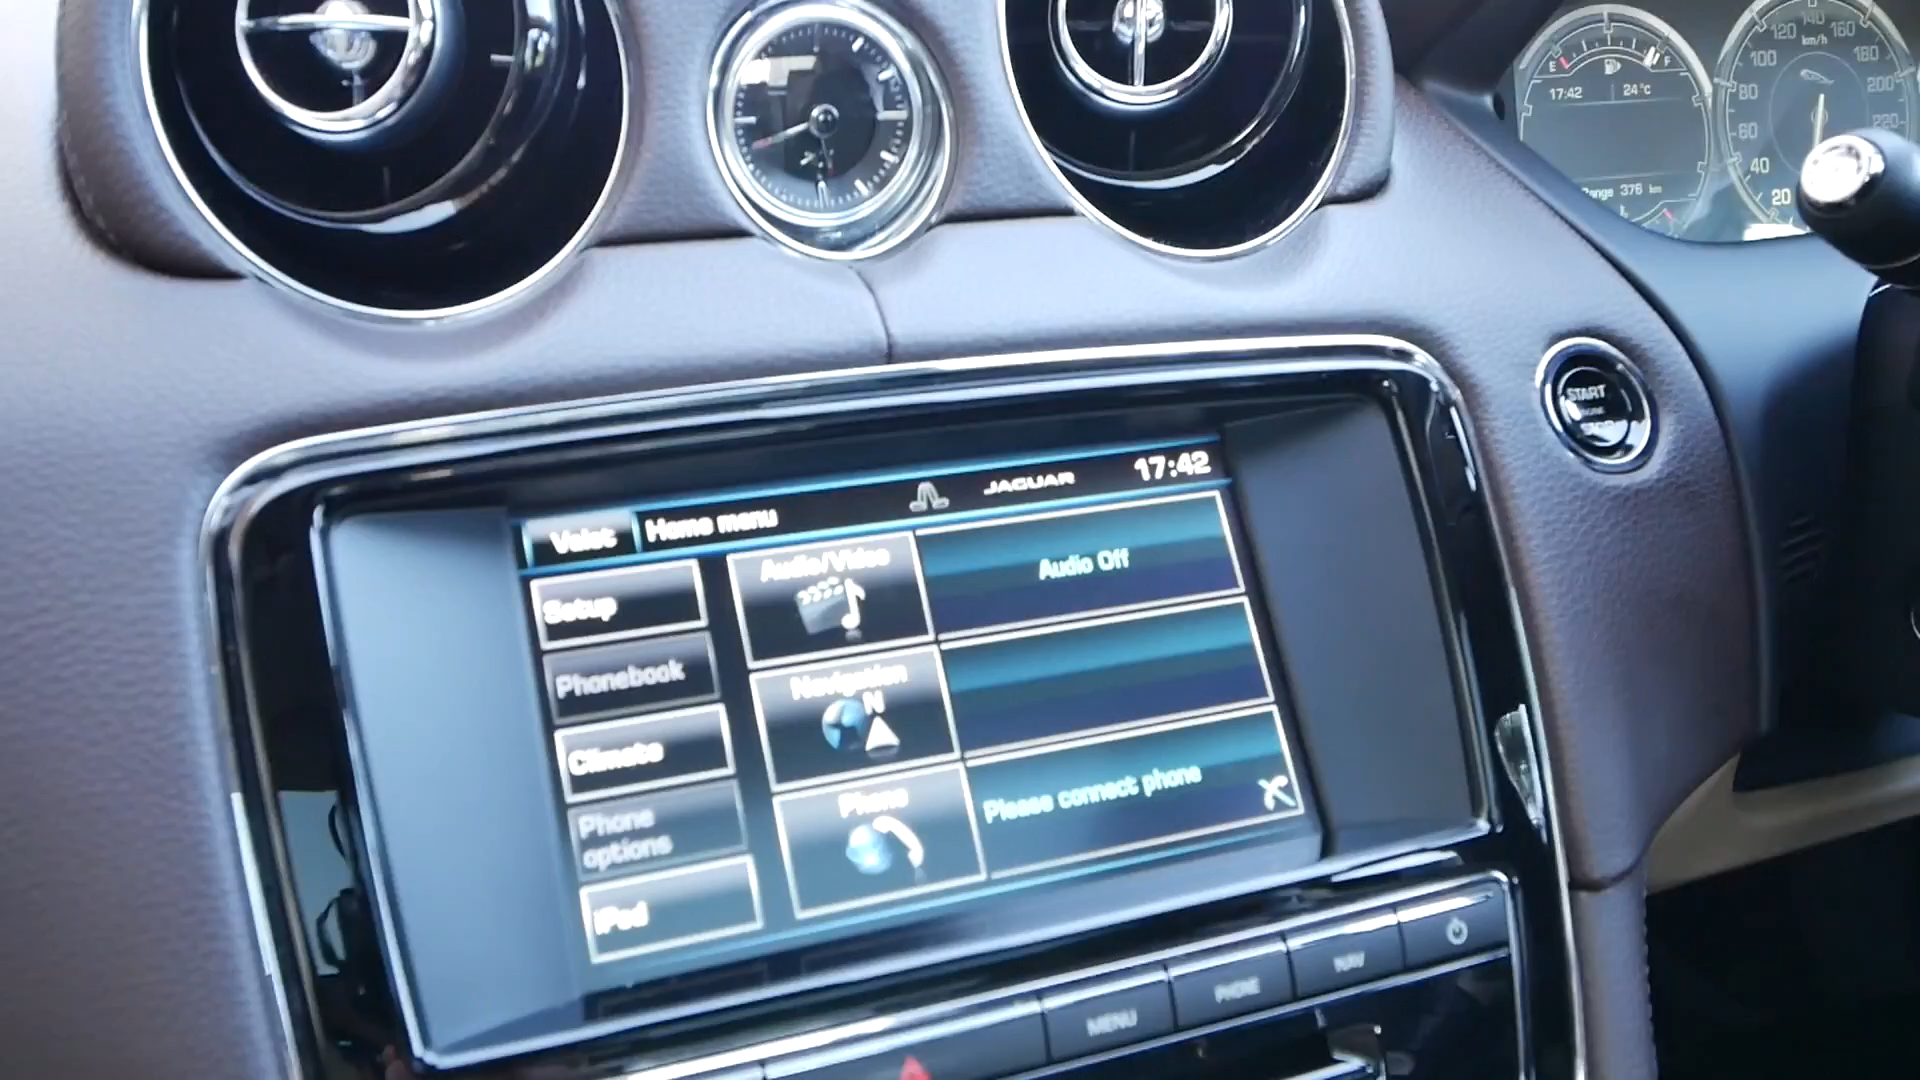 120 140 160
km/h
100 180
80 200
60 220
40
20
E F
17:42 24°C
Range 376 km
START
ENGINE
STOP
JAGUAR 17:42
Valet Home menu
Audio/Video
Audio Off
Setup
Phonebook
Navigation
N
Climate
Phone
Please connect phone
Phone
options
iPod
MENU PHONE NAV